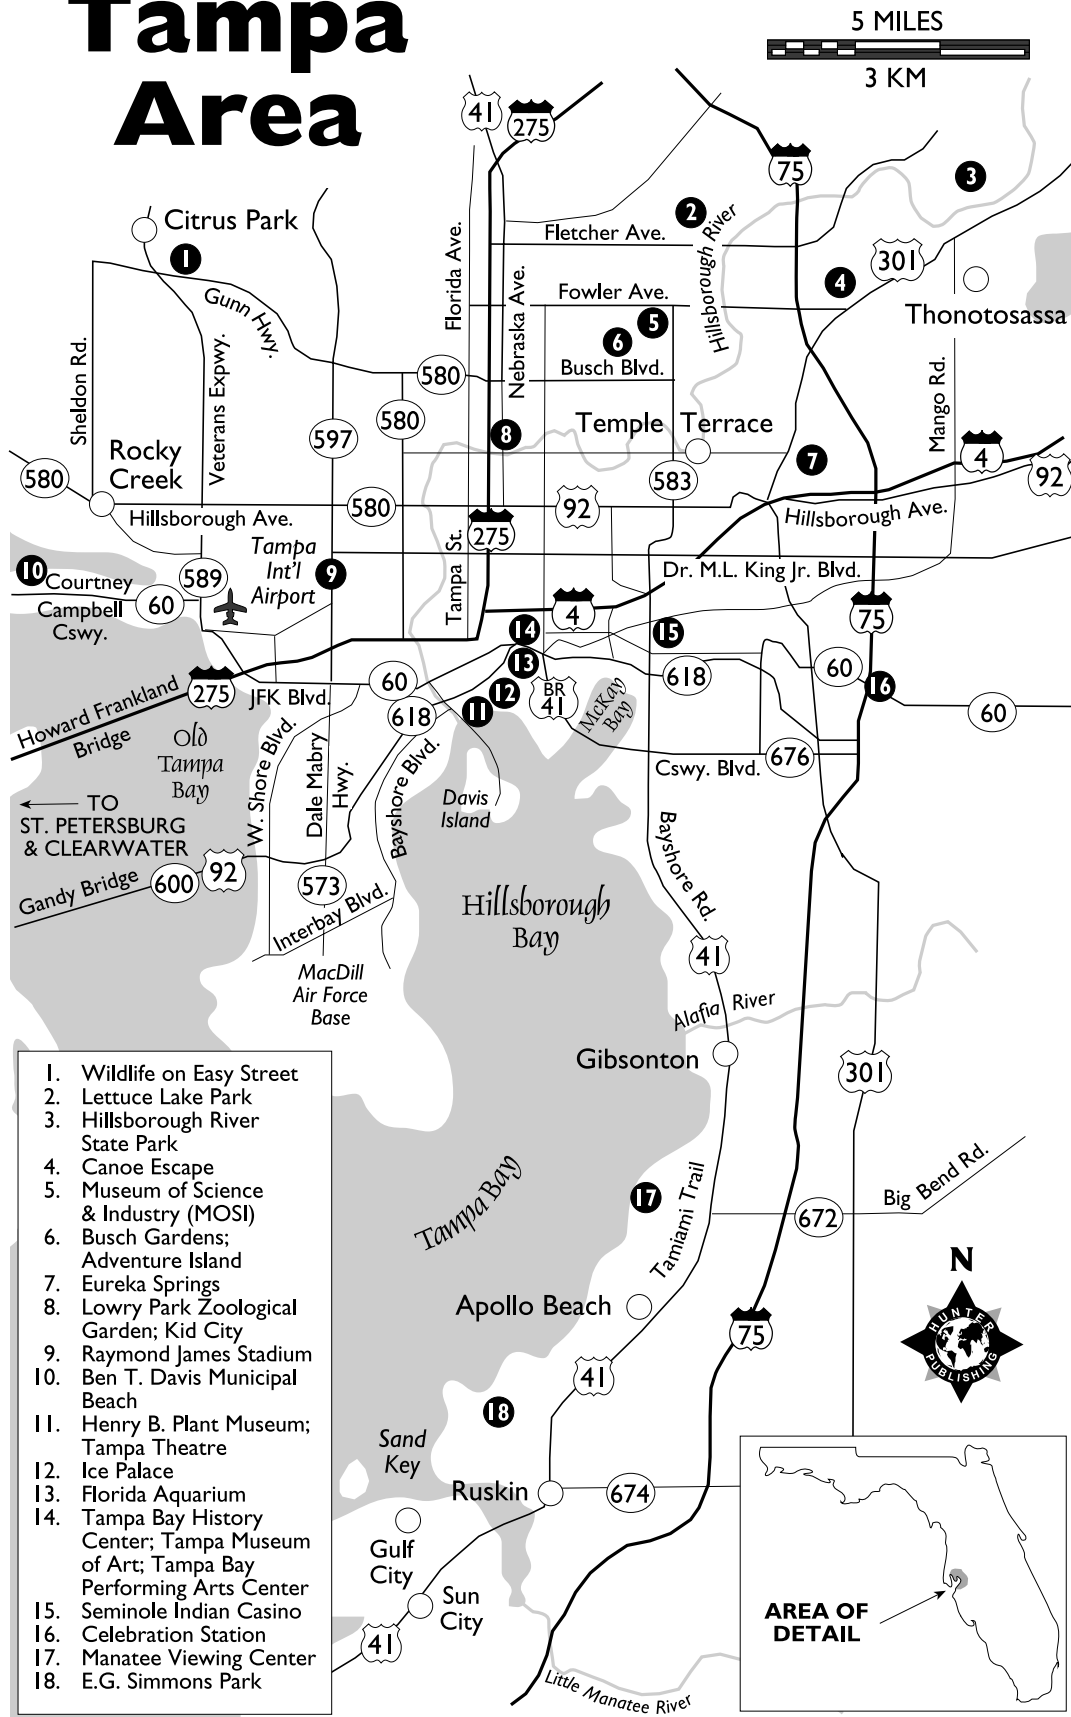 Tampa
Area
5 MILES
3 KM
41
275
75
3
Citrus Park
2
Hillsborough River
1
Florida Ave.
Fletcher Ave.
301
4
Gunn Hwy.
Nebraska Ave.
Fowler Ave.
Thonotosassa
5
6
Sheldon Rd.
Veterans Expwy.
580
Busch Blvd.
Mango Rd.
580
597
8
Temple Terrace
Rocky
Creek
7
4
580
583
92
580
92
Hillsborough Ave.
Hillsborough Ave.
275
Tampa St.
Tampa
Int'l
Airport
10
9
Courtney
Campbell
Cswy.
589
60
Dr. M.L. King Jr. Blvd.
4
75
14
15
13
60
618
60
16
12
11
275
JFK Blvd.
BR
41
McKay
Bay
618
60
Howard Frankland
Bridge
Old
Tampa
Bay
W. Shore Blvd.
Dale Mabry
Hwy.
Bayshore Blvd.
676
Cswy. Blvd.
TO
ST. PETERSBURG
& CLEARWATER
Davis
Island
Bayshore Rd.
Gandy Bridge
600
92
573
Interbay Blvd.
Hillsborough
Bay
MacDill
Air Force
Base
41
Alafia River
Gibsonton
301
Tampa Bay
17
Tamiami Trail
Big Bend Rd.
672
Apollo Beach
75
N
HUNTER
PUBLISHING
41
18
Sand
Key
Ruskin
674
Gulf
City
Sun
City
41
Little Manatee River
AREA OF
DETAIL
1. Wildlife on Easy Street
2. Lettuce Lake Park
3. Hillsborough River
State Park
4. Canoe Escape
5. Museum of Science
& Industry (MOSI)
6. Busch Gardens;
Adventure Island
7. Eureka Springs
8. Lowry Park Zoological
Garden; Kid City
9. Raymond James Stadium
10. Ben T. Davis Municipal
Beach
11. Henry B. Plant Museum;
Tampa Theatre
12. Ice Palace
13. Florida Aquarium
14. Tampa Bay History
Center; Tampa Museum
of Art; Tampa Bay
Performing Arts Center
15. Seminole Indian Casino
16. Celebration Station
17. Manatee Viewing Center
18. E.G. Simmons Park